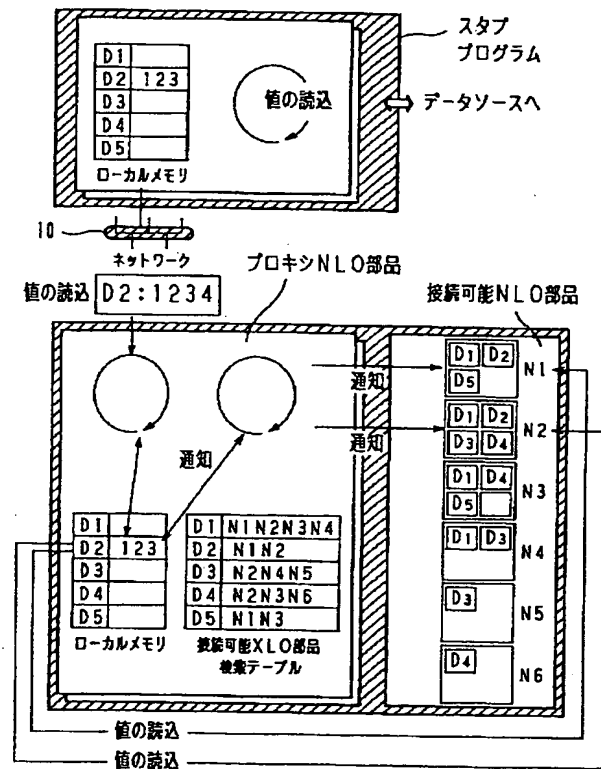 スタブ
プログラム
D1
D2 123
D3
D4
D5
ローカルメモリ
値の読込
データソースへ
10
ネットワーク
値の読込 D2:1234
プロキシNLO部品
接続可能NLO部品
通知
通知
通知
D1 D2
D5
N1
D1 D2
D3 D4
N2
D1 D4
D5
N3
D1 D3
N4
D3
N5
D4
N6
D1
D2 123
D3
D4
D5
ローカルメモリ
D1 N1N2N3N4
D2 N1N2
D3 N2N4N5
D4 N2N3N6
D5 N1N3
接続可能XLO部品
検索テーブル
値の読込
値の読込